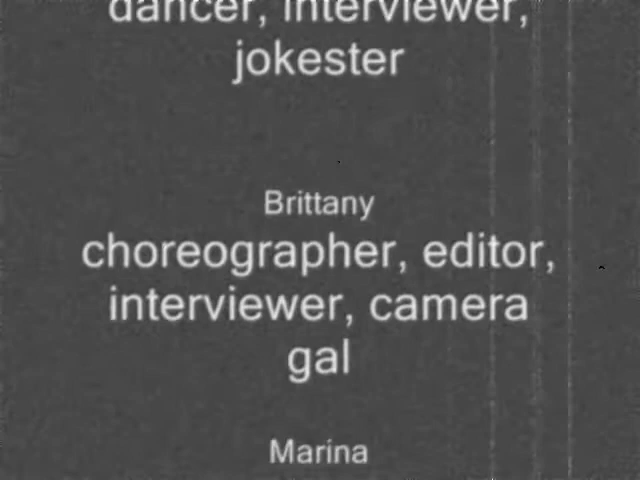 dancer, interviewer,
jokester
Brittany
choreographer, editor,
interviewer, camera
gal
Marina